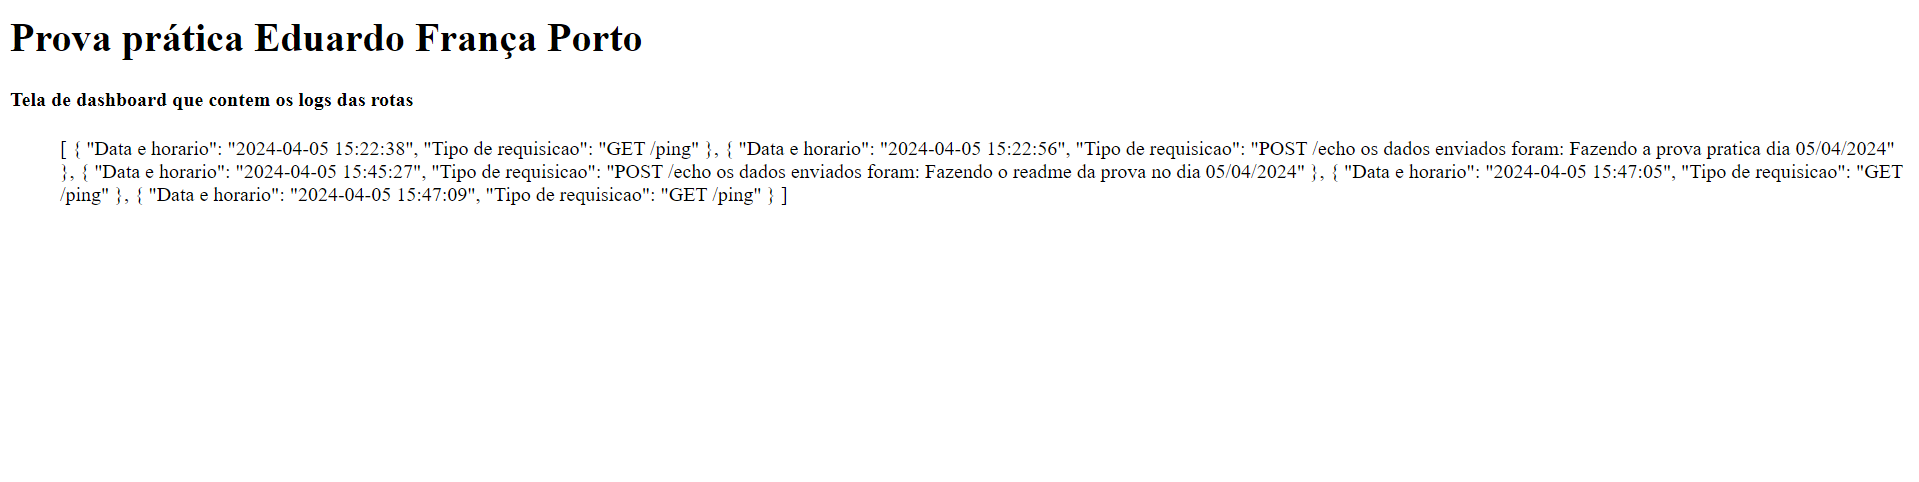 Prova prática Eduardo França Porto
Tela de dashboard que contem os logs das rotas
[ { "Data e horario": "2024-04-05 15:22:38", "Tipo de requisicao": "GET /ping" }, { "Data e horario": "2024-04-05 15:22:56", "Tipo de requisicao": "POST /echo os dados enviados foram: Fazendo a prova pratica dia 05/04/2024"
}, { "Data e horario": "2024-04-05 15:45:27", "Tipo de requisicao": "POST /echo os dados enviados foram: Fazendo o readme da prova no dia 05/04/2024" }, { "Data e horario": "2024-04-05 15:47:05", "Tipo de requisicao": "GET
/ping" }, { "Data e horario": "2024-04-05 15:47:09", "Tipo de requisicao": "GET /ping" } ]